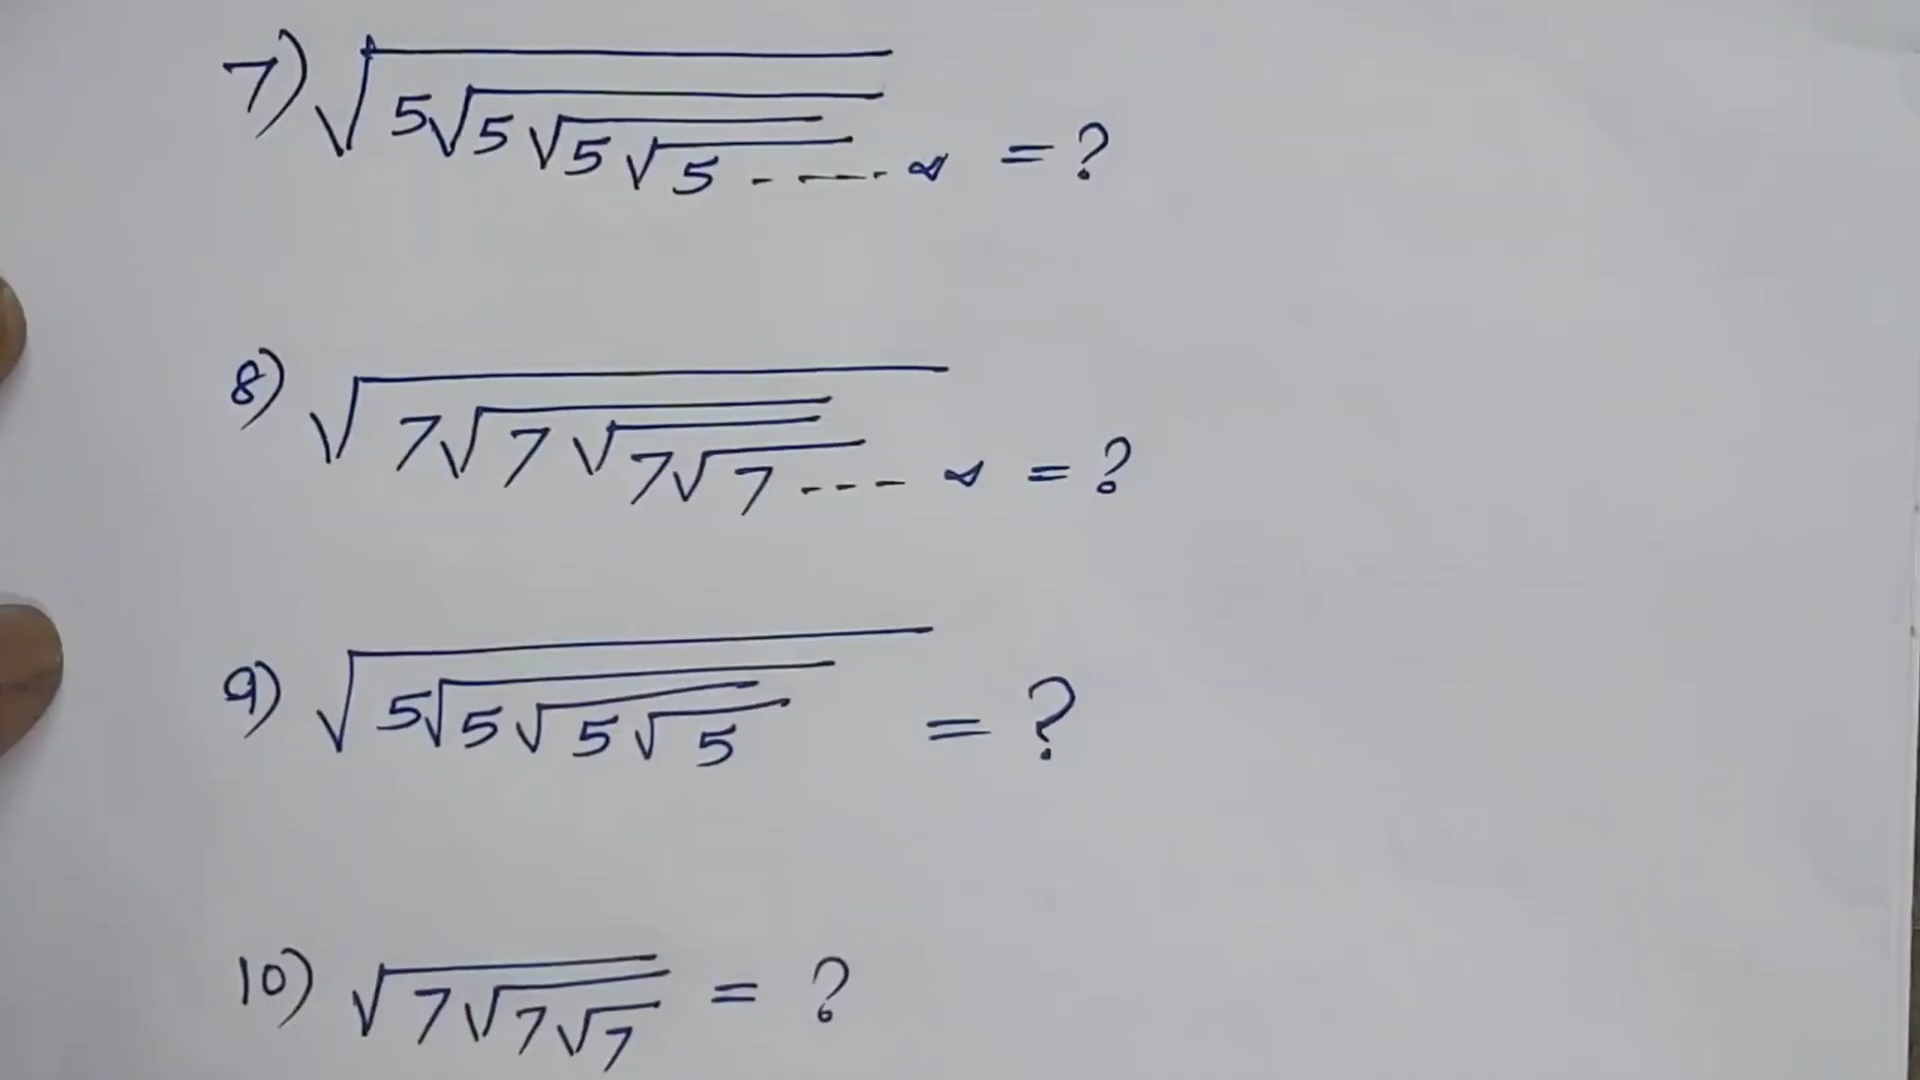 7) √5√5√5√5 ----- ∝ = ?
8) √7√7√7√7 ---- ∝ = ?
9) √5√5√5√5 = ?
10) √7√7√7 = ?